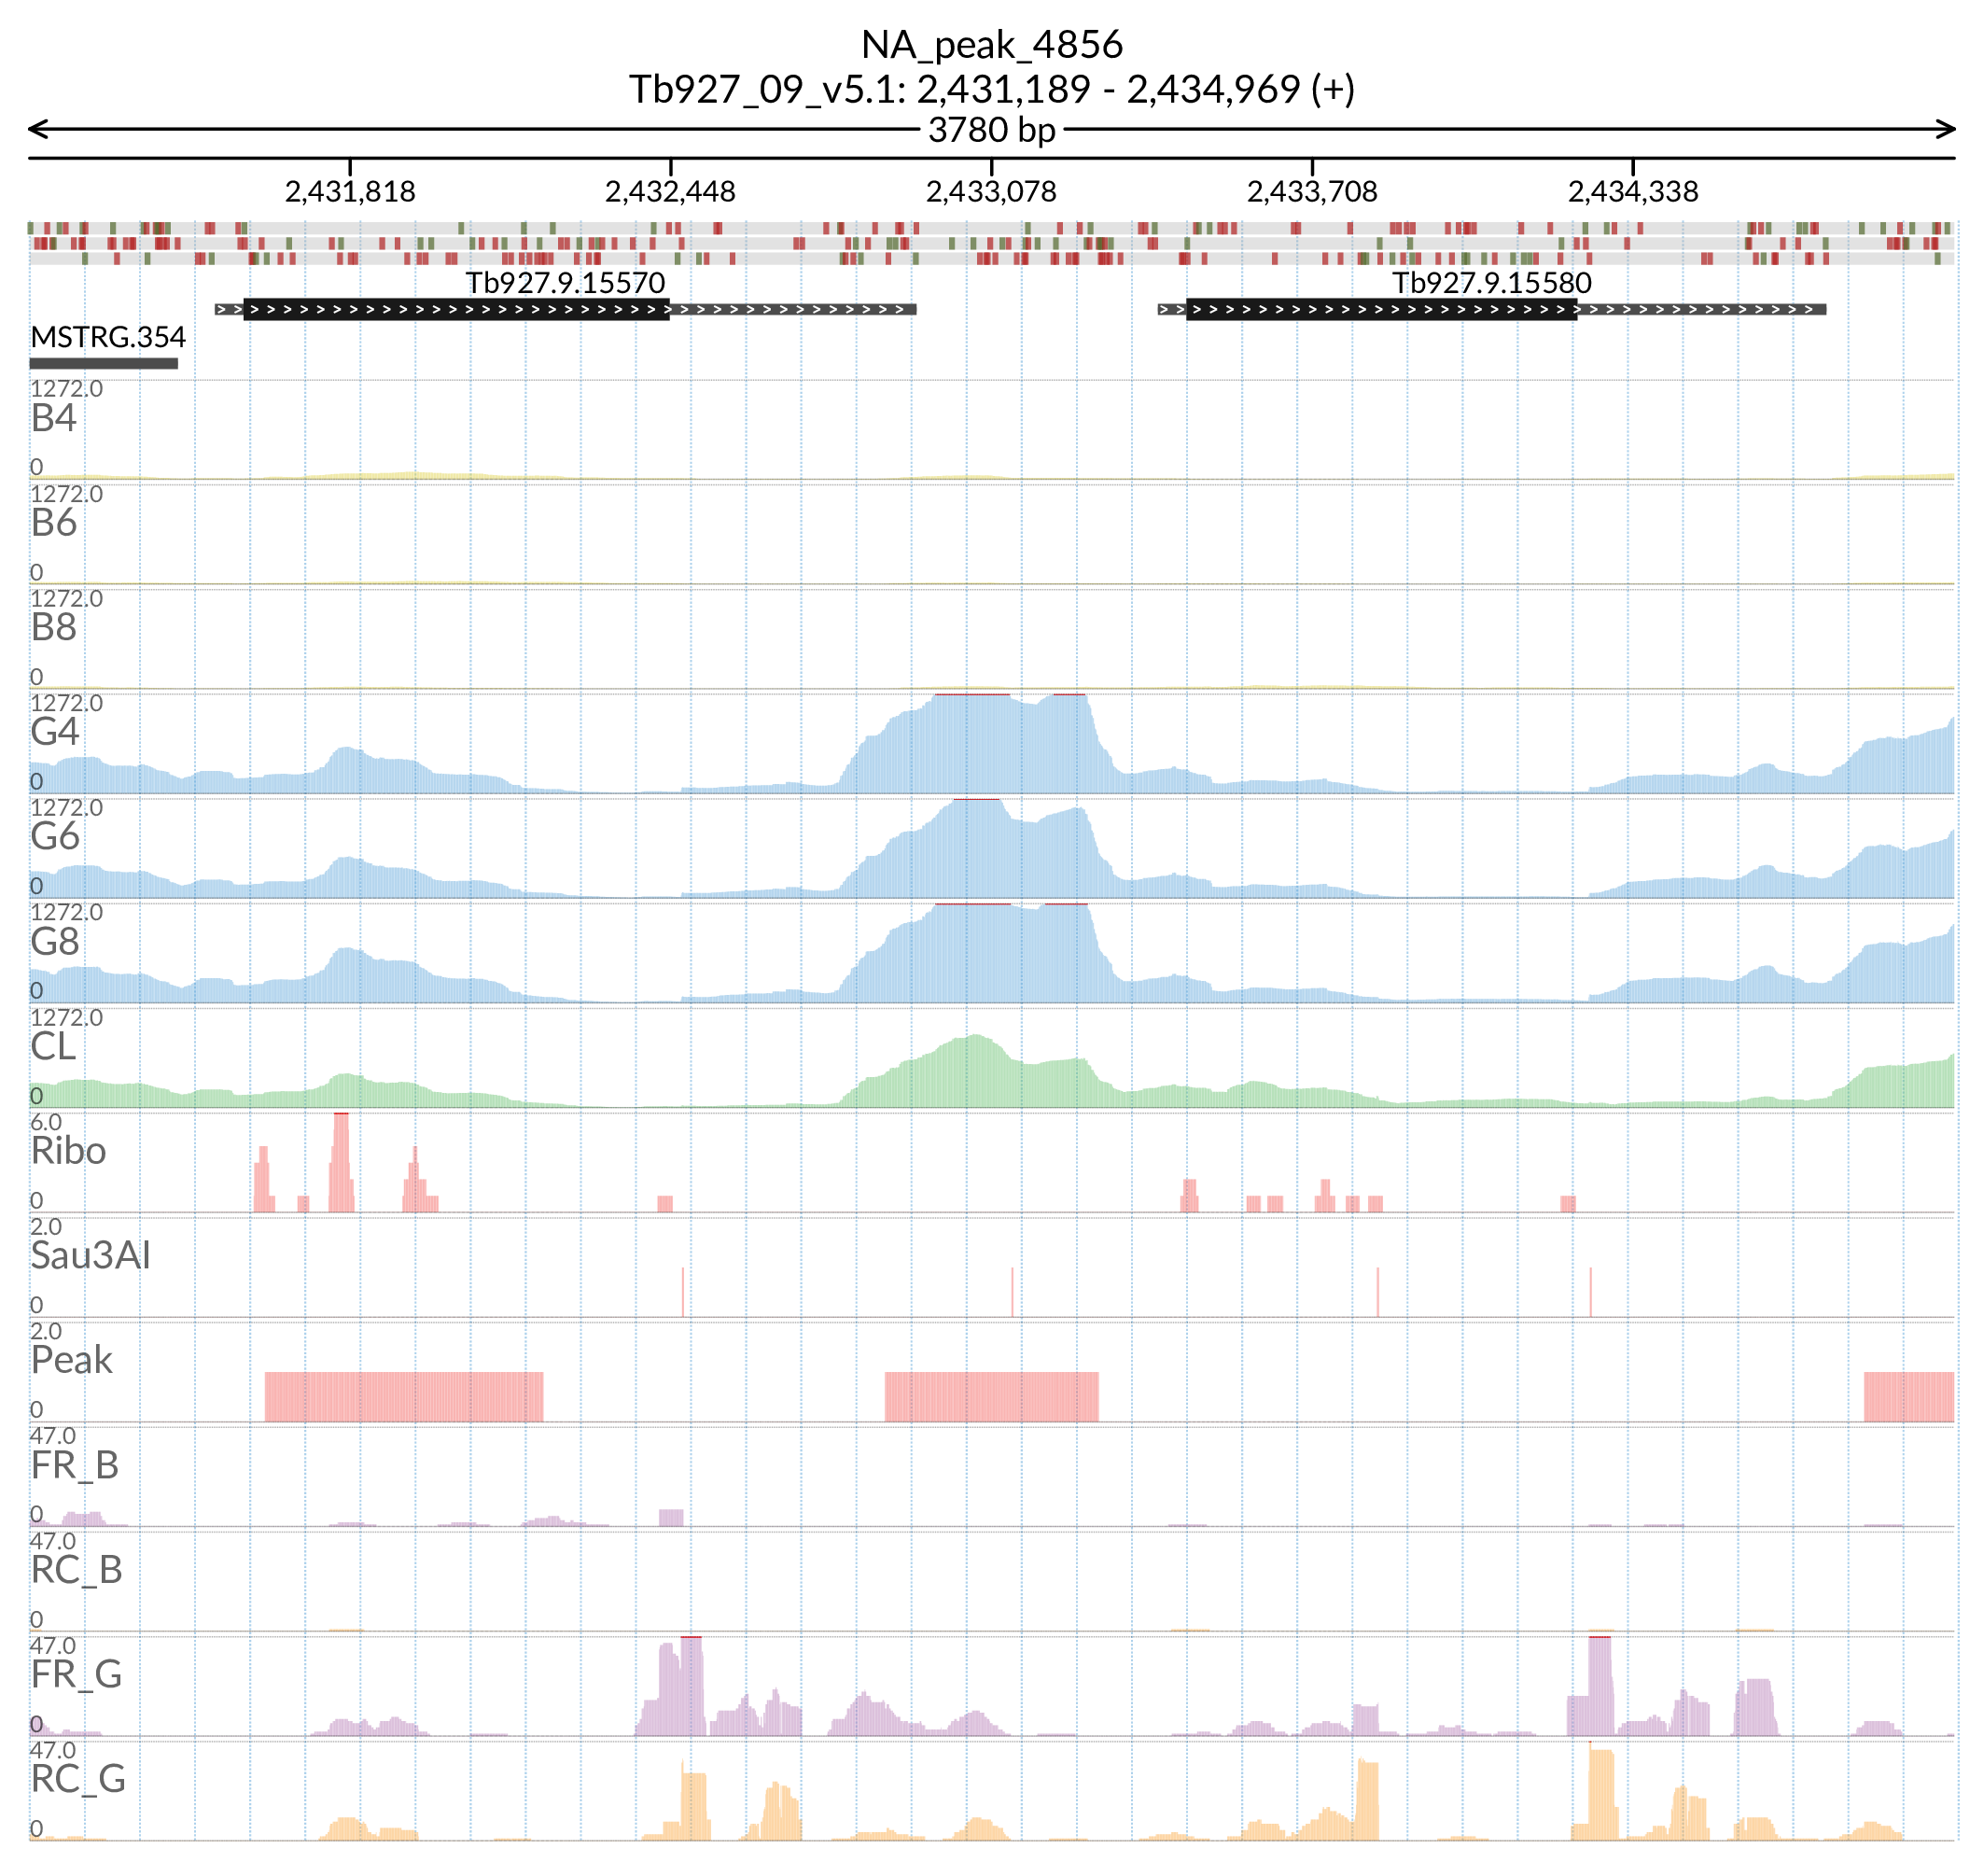 NA_peak_4856
Tb927_09_v5.1: 2,431,189 - 2,434,969 (+)
3780 bp
2,431,818 2,432,448 2,433,078 2,433,708 2,434,338
Tb927.9.15570 Tb927.9.15580
MSTRG.354
1272.0
B4
0
1272.0
B6
0
1272.0
B8
0
1272.0
G4
0
1272.0
G6
0
1272.0
G8
0
1272.0
CL
0
6.0
Ribo
0
2.0
Sau3AI
0
2.0
Peak
0
47.0
FR_B
0
47.0
RC_B
0
47.0
FR_G
0
47.0
RC_G
0